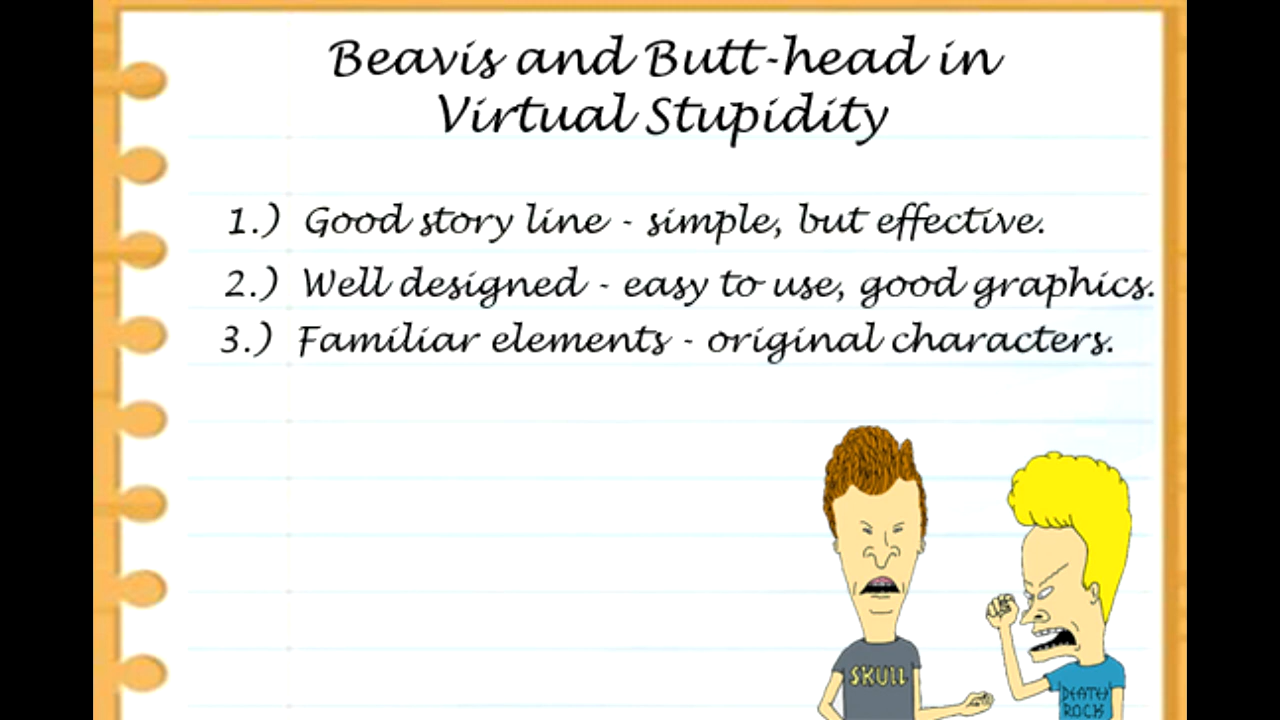 Beavis and Butt-head in
Virtual Stupidity
1.) Good story line - simple, but effective.
2.) Well designed - easy to use, good graphics.
3.) Familiar elements - original characters.
SKULL
DEATH
ROCK